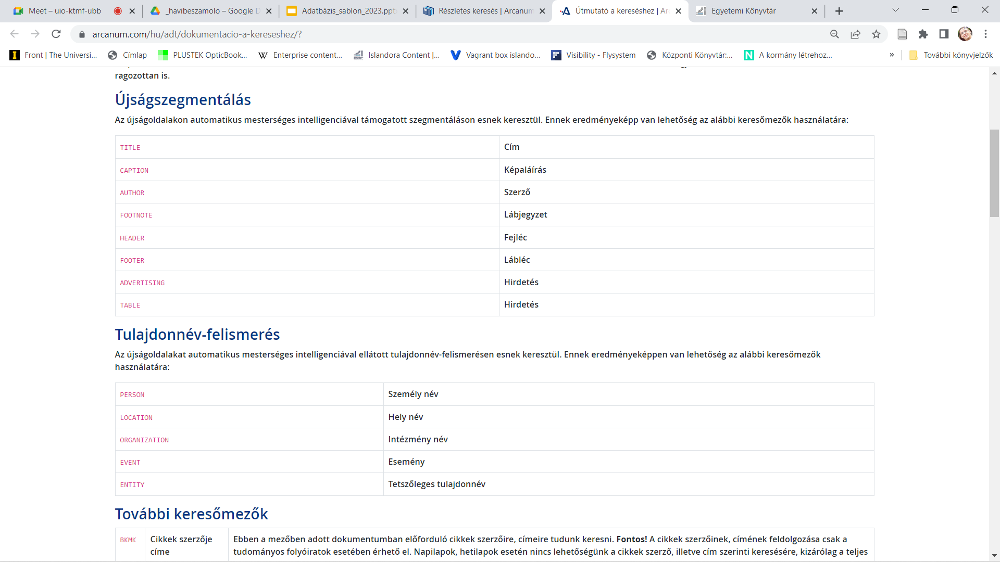 Meet – uio-ktmf-ubb
_havibeszamolo – Google D
Adatbázis_sablon_2023.ppt
Részletes keresés | Arcanum
Útmutató a kereséshez | Arc
Egyetemi Könyvtár
arcanum.com/hu/adt/dokumentacio-a-kereseshez/?
Front | The Universi...
Címlap
PLUSTEK OpticBook...
Enterprise content...
Islandora Content |...
Vagrant box islando...
Visibility - Flysystem
Központi Könyvtár:...
A kormány létrehoz...
»
További könyvjelzők
ragozottan is.
Újságszegmentálás
Az újságoldalakon automatikus mesterséges intelligenciával támogatott szegmentáláson esnek keresztül. Ennek eredményeképp van lehetőség az alábbi keresőmezők használatára:
TITLE Cím
CAPTION Képaláírás
AUTHOR Szerző
FOOTNOTE Lábjegyzet
HEADER Fejléc
FOOTER Lábléc
ADVERTISING Hirdetés
TABLE Hirdetés
Tulajdonnév-felismerés
Az újságoldalakat automatikus mesterséges intelligenciával ellátott tulajdonnév-felismerésen esnek keresztül. Ennek eredményeképpen van lehetőség az alábbi keresőmezők
használatára:
PERSON Személy név
LOCATION Hely név
ORGANIZATION Intézmény név
EVENT Esemény
ENTITY Tetszőleges tulajdonnév
További keresőmezők
BKMK Cikkek szerzője Ebben a mezőben adott dokumentumban előforduló cikkek szerzőire, címeire tudunk keresni. Fontos! A cikkek szerzőinek, címének feldolgozása csak a
címe tudományos folyóiratok esetében érhető el. Napilapok, hetilapok esetén nincs lehetőségünk a cikkek szerző, illetve cím szerinti keresésére, kizárólag a teljes